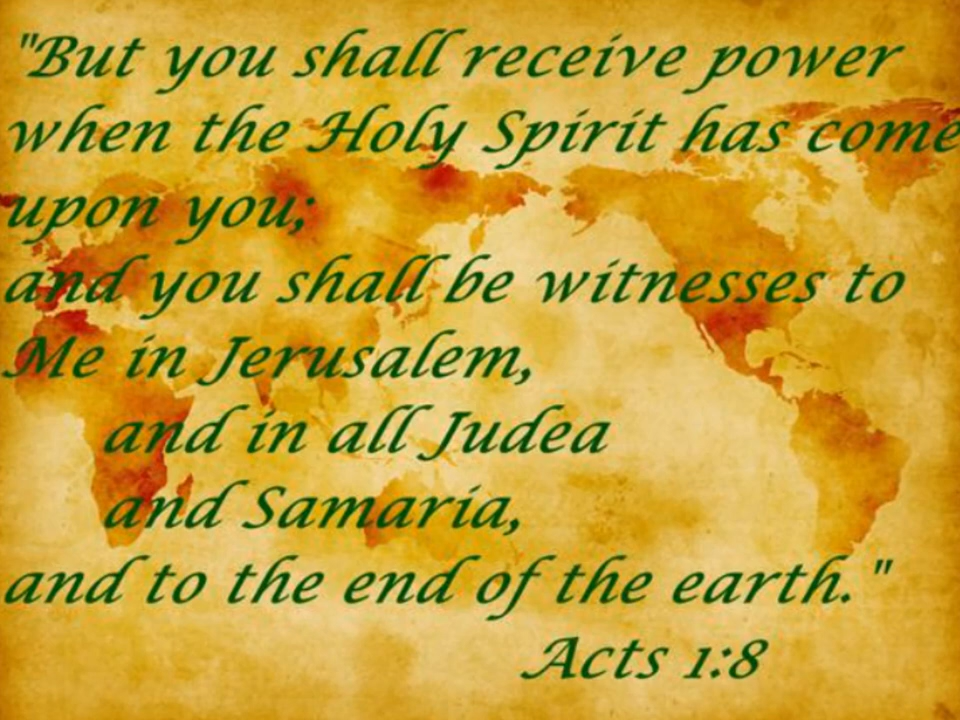 "But you shall receive power
when the Holy Spirit has come
upon you;
and you shall be witnesses to
Me in Jerusalem,
and in all Judea
and Samaria,
and to the end of the earth."
Acts 1:8